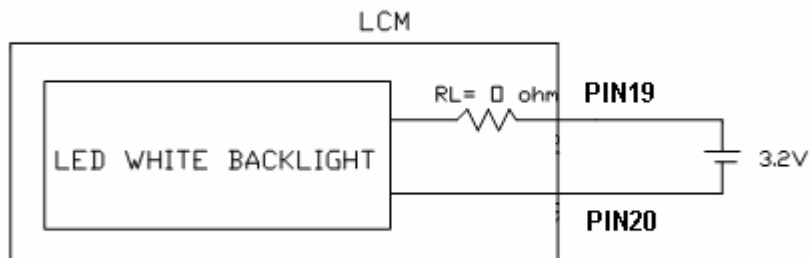 LCM
RL= 0 ohm
PIN19
LED WHITE BACKLIGHT
3.2V
PIN20